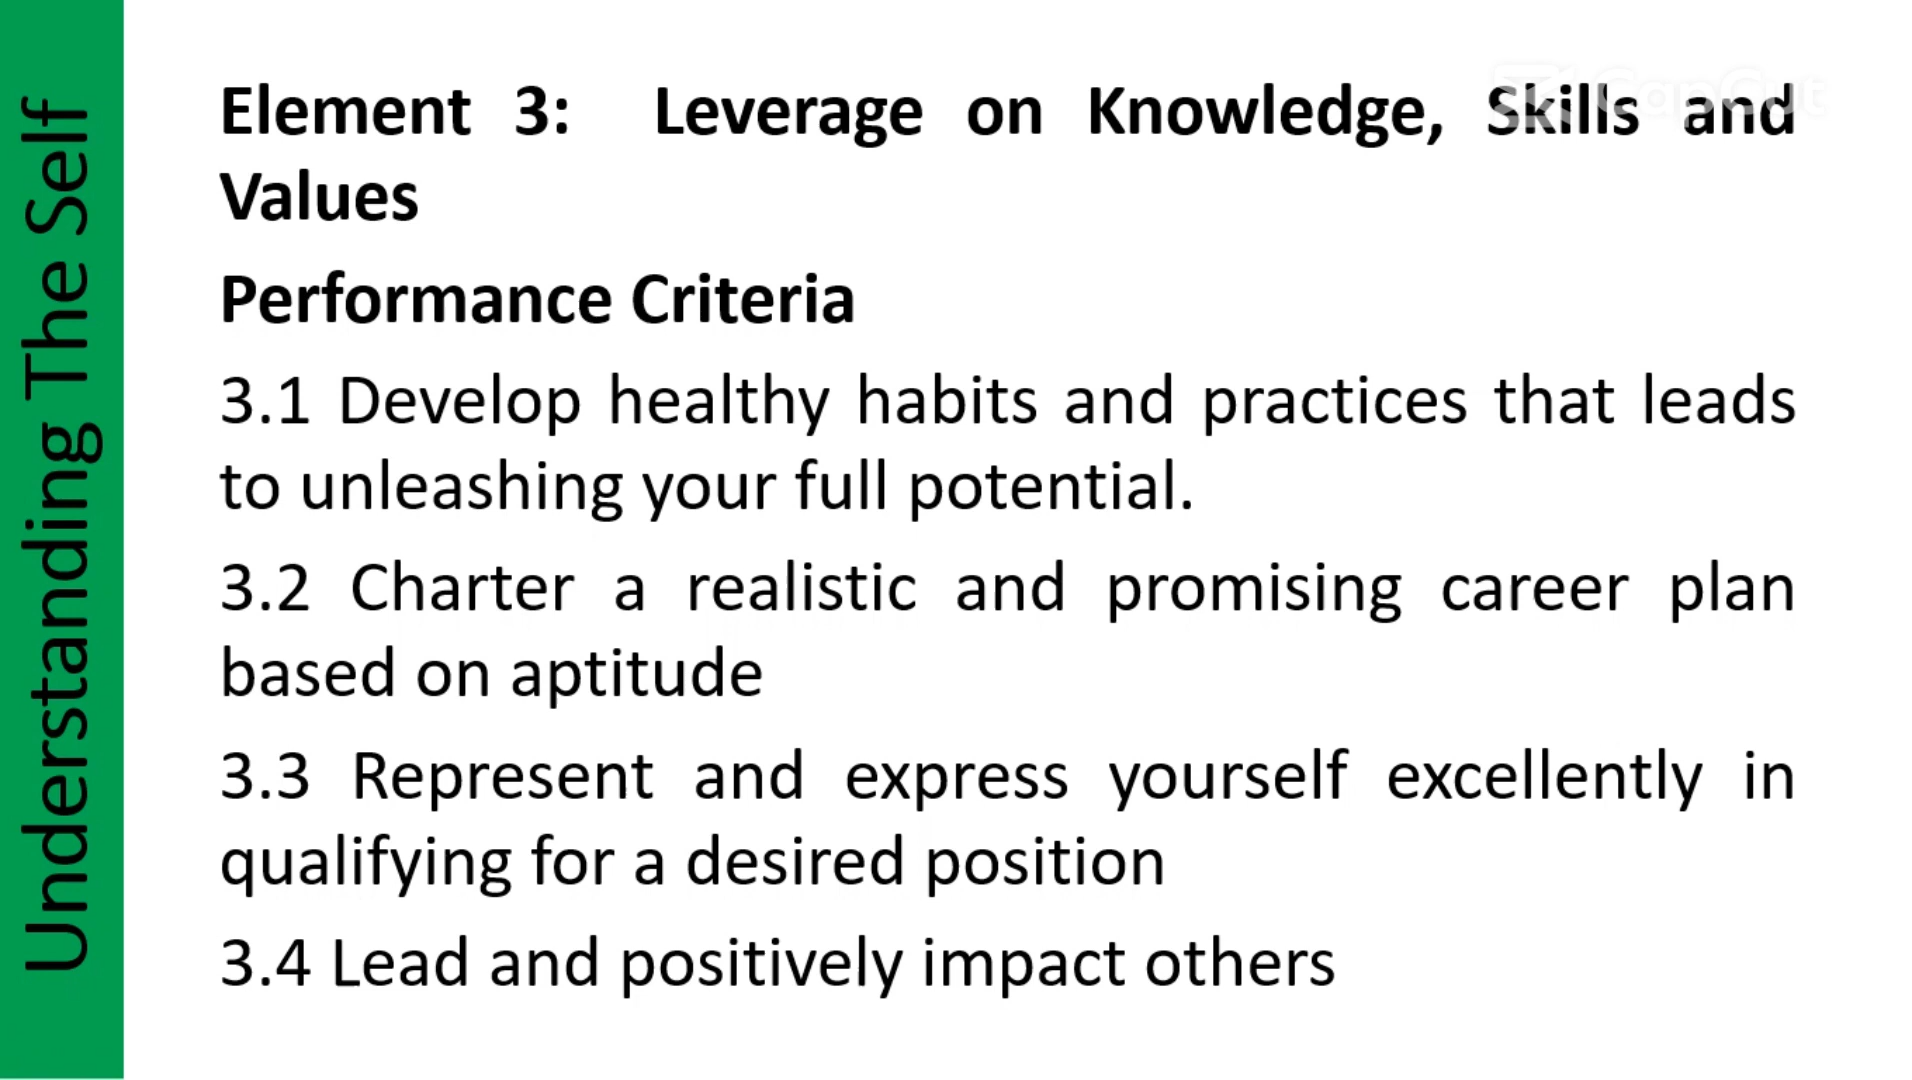 Understanding The Self
Element 3: Leverage on Knowledge, Skills and
Values
Performance Criteria
3.1 Develop healthy habits and practices that leads
to unleashing your full potential.
3.2 Charter a realistic and promising career plan
based on aptitude
3.3 Represent and express yourself excellently in
qualifying for a desired position
3.4 Lead and positively impact others
CapCut